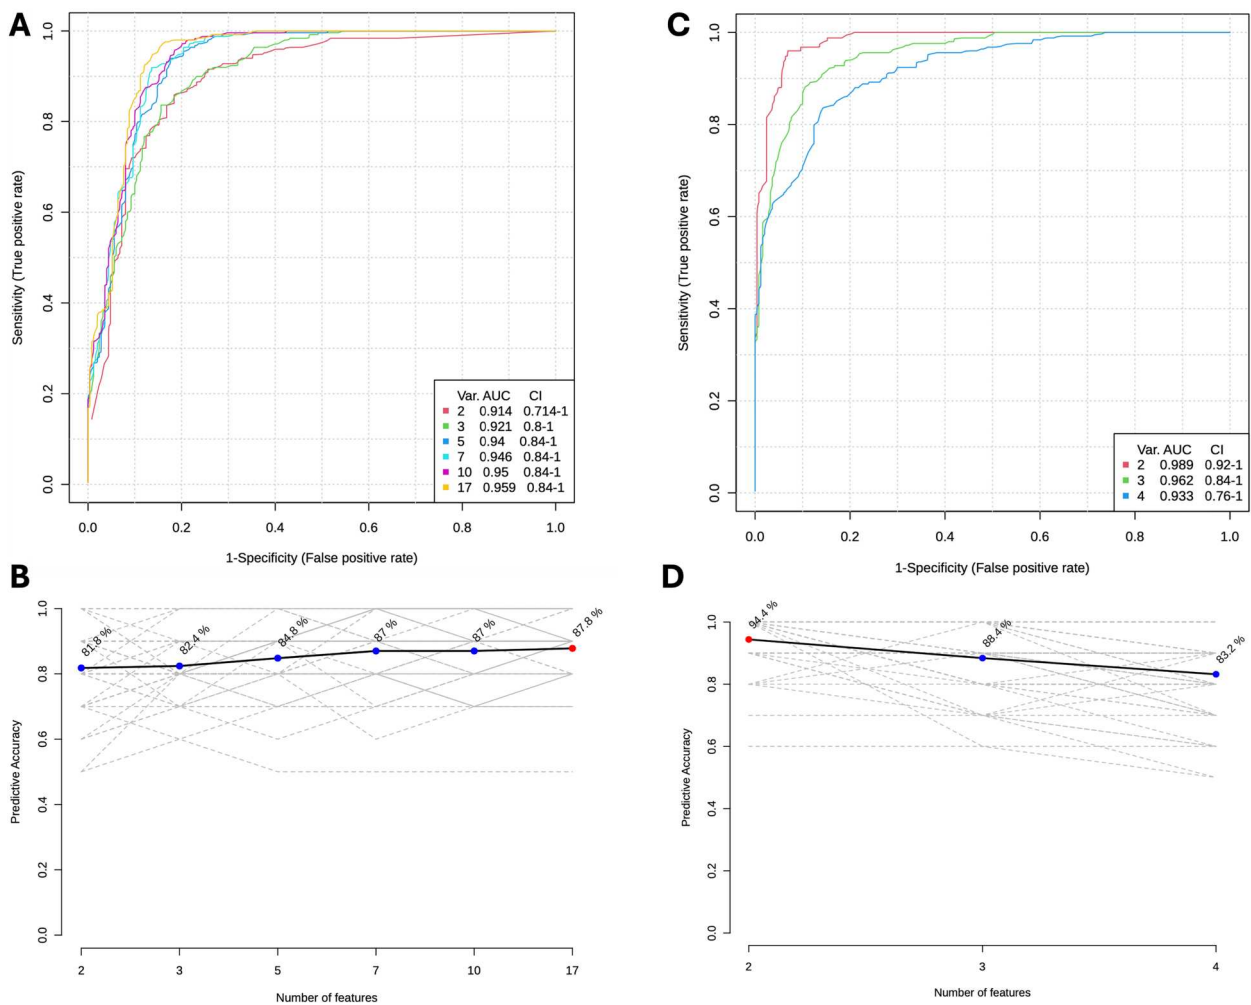 A
1.0
0.8
0.6
0.4
0.2
0.0
Sensitivity (True positive rate)
Var. AUC CI
2 0.914 0.714-1
3 0.921 0.8-1
5 0.94 0.84-1
7 0.946 0.84-1
10 0.95 0.84-1
17 0.959 0.84-1
0.0 0.2 0.4 0.6 0.8 1.0
1-Specificity (False positive rate)
C
1.0
0.8
0.6
0.4
0.2
0.0
Sensitivity (True positive rate)
Var. AUC CI
2 0.989 0.92-1
3 0.962 0.84-1
4 0.933 0.76-1
0.0 0.2 0.4 0.6 0.8 1.0
1-Specificity (False positive rate)
B
1.0
0.8
0.6
0.4
0.2
0.0
Predictive Accuracy
81.8 %
82.4 %
84.8 %
87 %
87 %
87.8 %
2 3 5 7 10 17
Number of features
D
1.0
0.8
0.6
0.4
0.2
0.0
Predictive Accuracy
94.4 %
88.4 %
83.2 %
2 3 4
Number of features